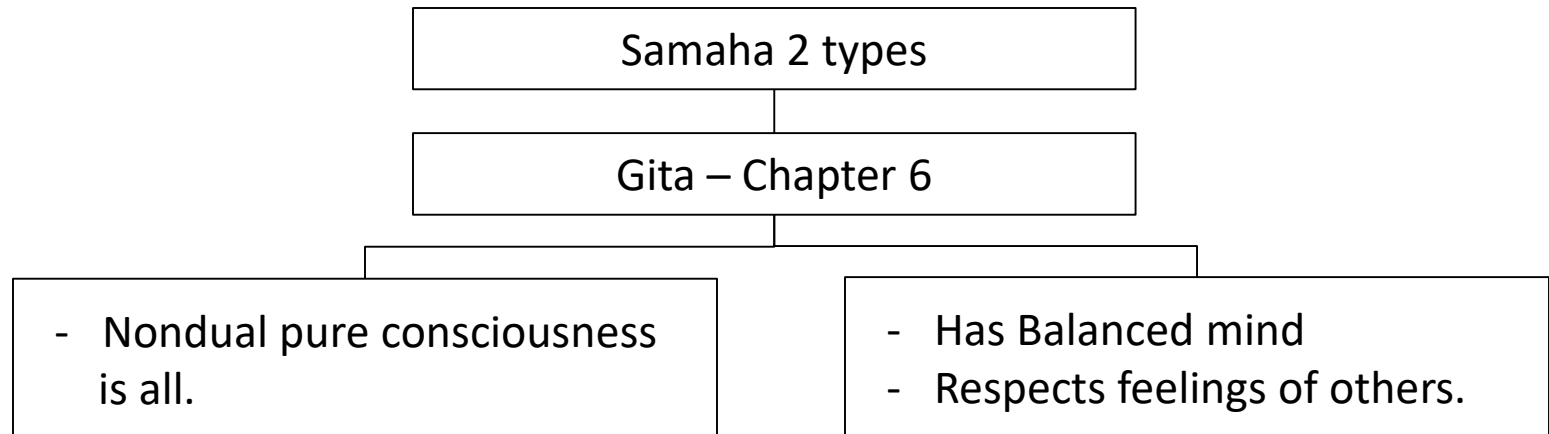 Samaha 2 types
Gita – Chapter 6
- Nondual pure consciousness
is all.
- Has Balanced mind
- Respects feelings of others.